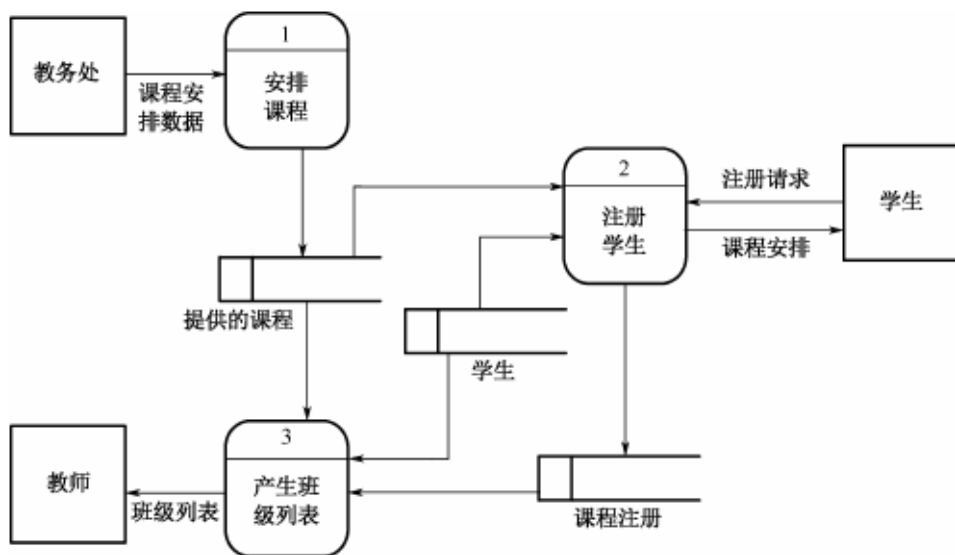 1
教务处
课程安
排数据
安排
课程
2
注册请求
学生
注册
学生
课程安排
提供的课程
学生
3
教师
班级列表
产生班
级列表
课程注册